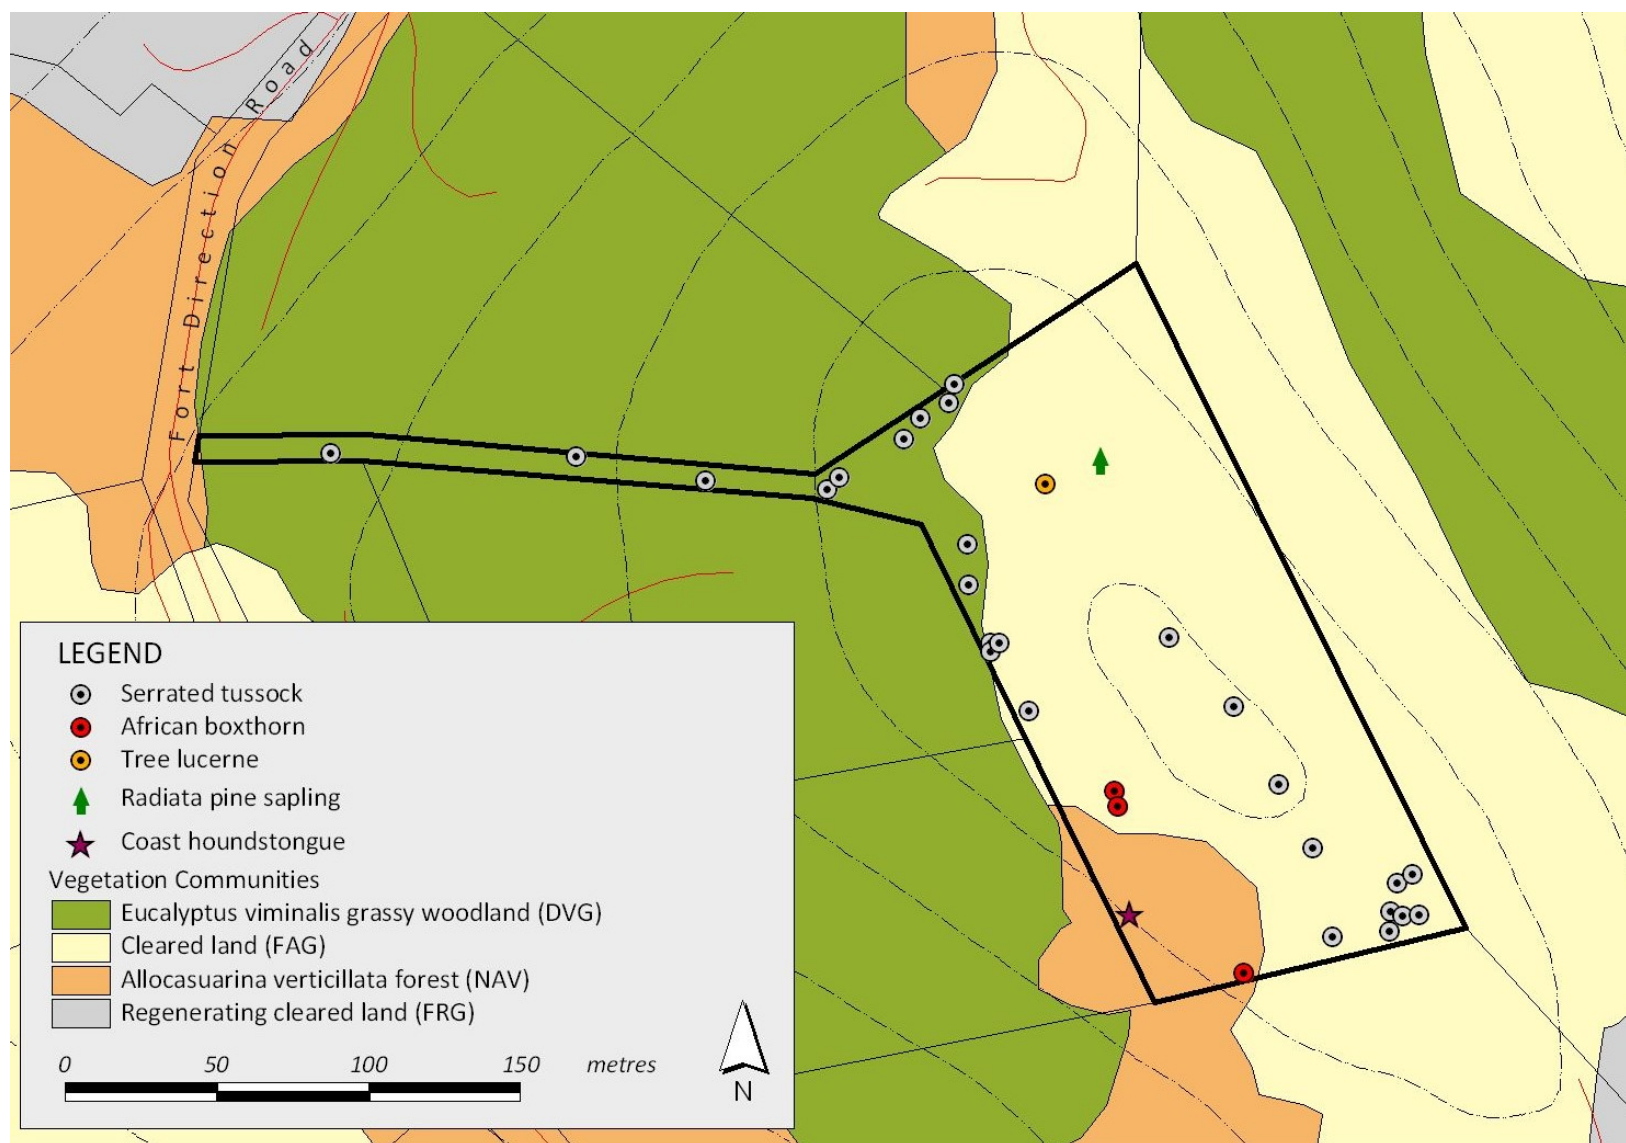 Fort Direction Road
LEGEND
Serrated tussock
African boxthorn
Tree lucerne
Radiata pine sapling
Coast houndstongue
Vegetation Communities
Eucalyptus viminalis grassy woodland (DVG)
Cleared land (FAG)
Allocasuarina verticillata forest (NAV)
Regenerating cleared land (FRG)
0 50 100 150 metres
N